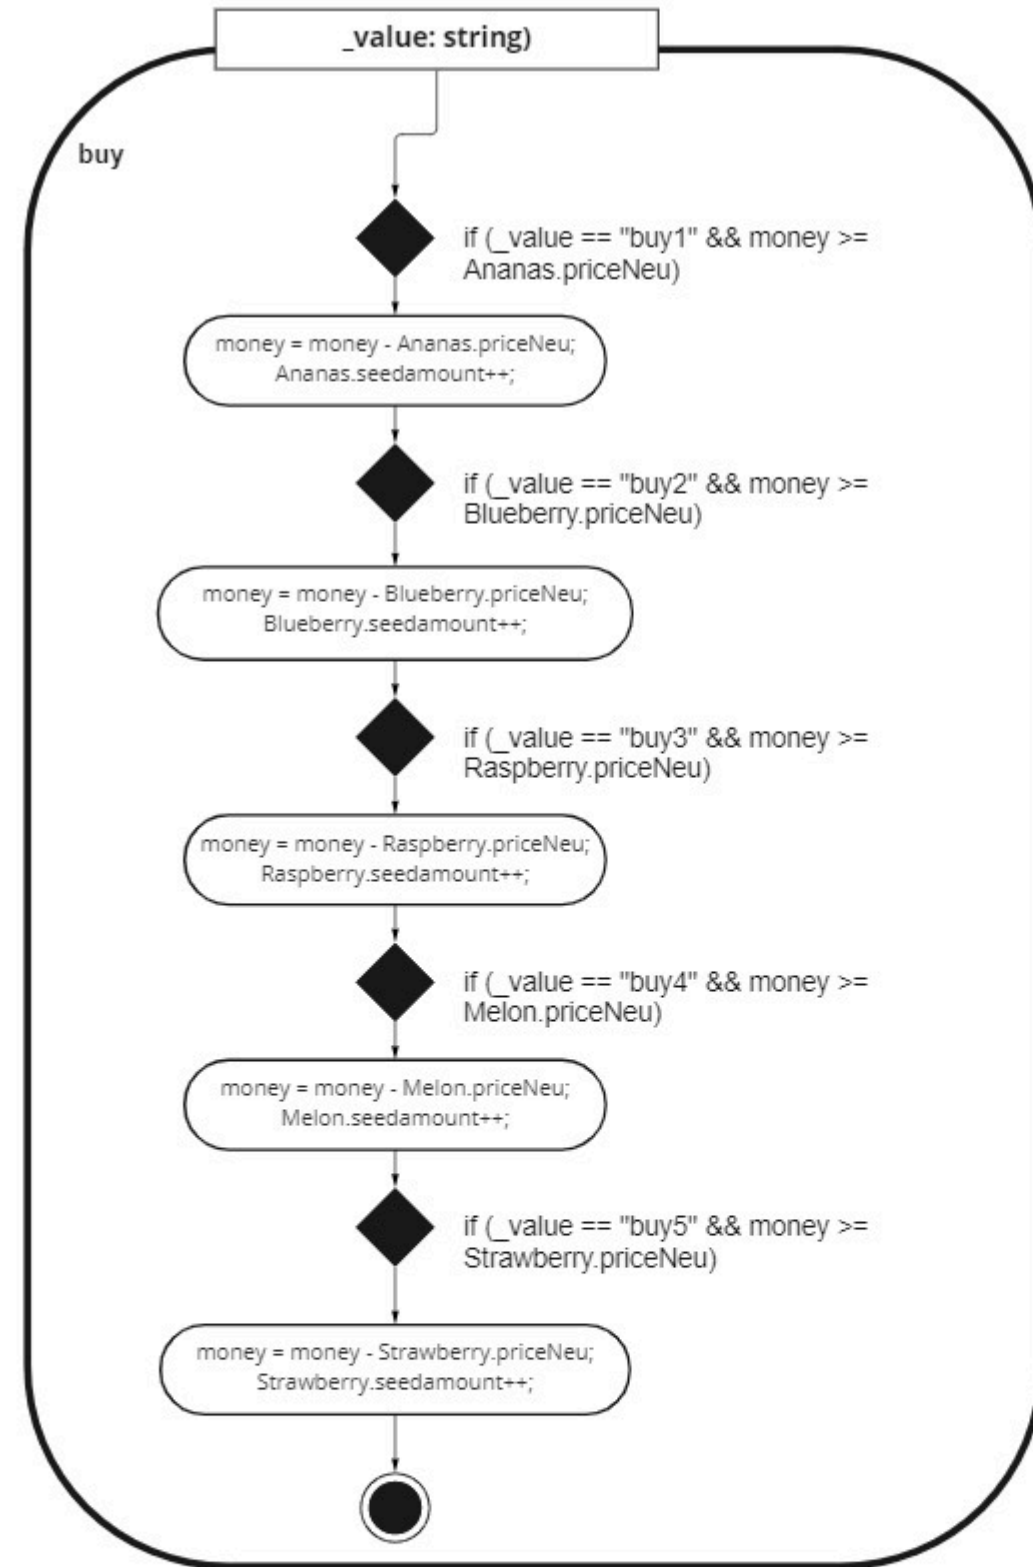 _value: string)
buy
if (_value == "buy1" && money >=
Ananas.priceNeu)
money = money - Ananas.priceNeu;
Ananas.seedamount++;
if (_value == "buy2" && money >=
Blueberry.priceNeu)
money = money - Blueberry.priceNeu;
Blueberry.seedamount++;
if (_value == "buy3" && money >=
Raspberry.priceNeu)
money = money - Raspberry.priceNeu;
Raspberry.seedamount++;
if (_value == "buy4" && money >=
Melon.priceNeu)
money = money - Melon.priceNeu;
Melon.seedamount++;
if (_value == "buy5" && money >=
Strawberry.priceNeu)
money = money - Strawberry.priceNeu;
Strawberry.seedamount++;